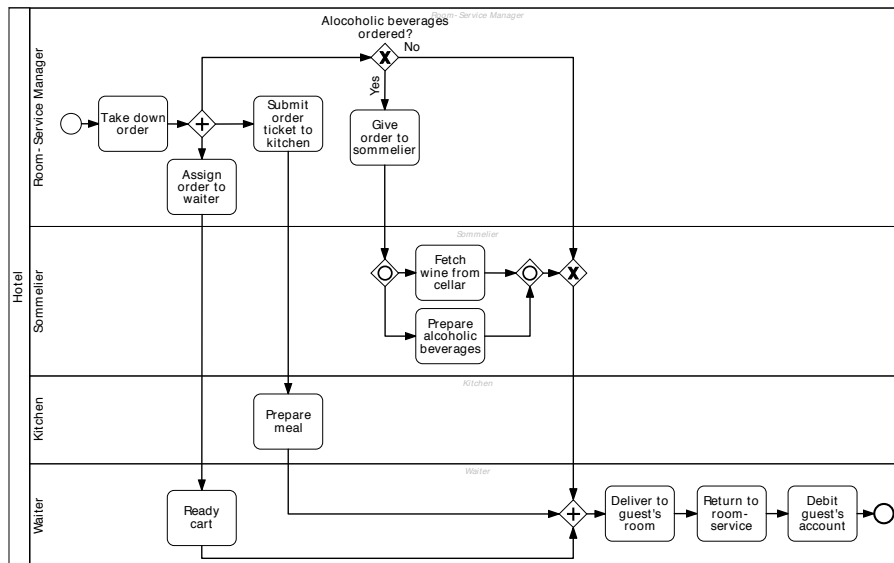 Hotel
Room-Service Manager
Room-Service Manager
Alocoholic beverages
ordered?
No
Yes
Take down
order
Submit
order
ticket to
kitchen
Give
order to
sommelier
Assign
order to
waiter
Sommelier
Sommelier
Fetch
wine from
cellar
Prepare
alcoholic
beverages
Kitchen
Kitchen
Prepare
meal
Waiter
Waiter
Ready
cart
Deliver to
guest's
room
Return to
room-
service
Debit
guest's
account